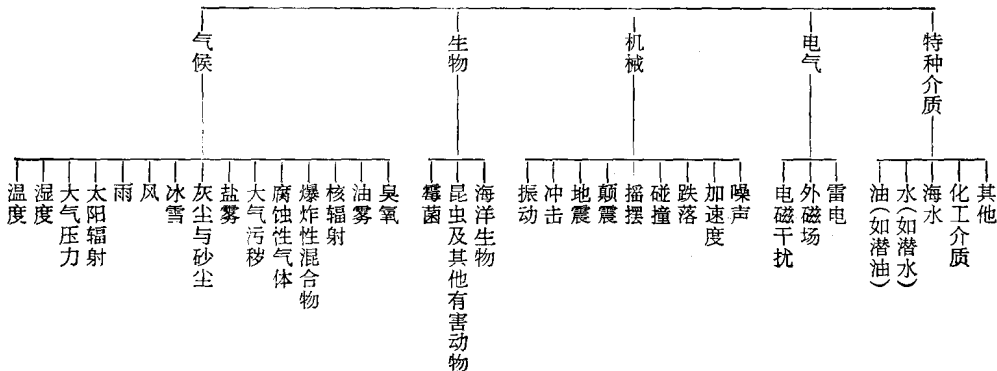 气候
生物
机械
电气
特种介质
温度
湿度
大气压力
太阳辐射
雨
风
冰雪
灰尘与砂尘
盐雾
大气污秽
腐蚀性气体
爆炸性混合物
核辐射
油雾
臭氧
霉菌
昆虫及其他有害动物
海洋生物
振动
冲击
地震
颠震
摇摆
碰撞
跌落
加速度
噪声
电磁干扰
外磁场
雷电
油(如潜油)
水(如潜水)
海水
化工介质
其他